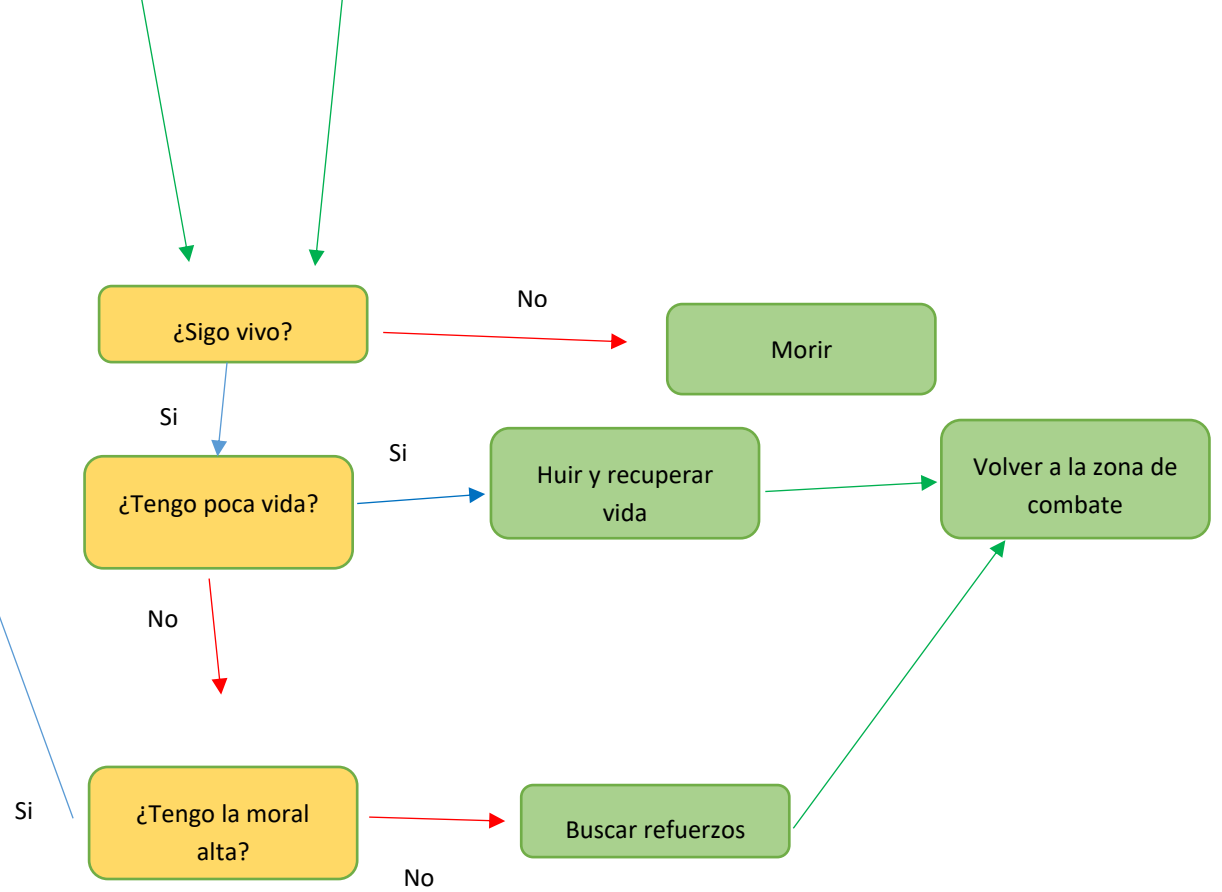 No
¿Sigo vivo?
Morir
Si
Si
¿Tengo poca vida?
Huir y recuperar
vida
Volver a la zona de
combate
No
Si
¿Tengo la moral
alta?
Buscar refuerzos
No